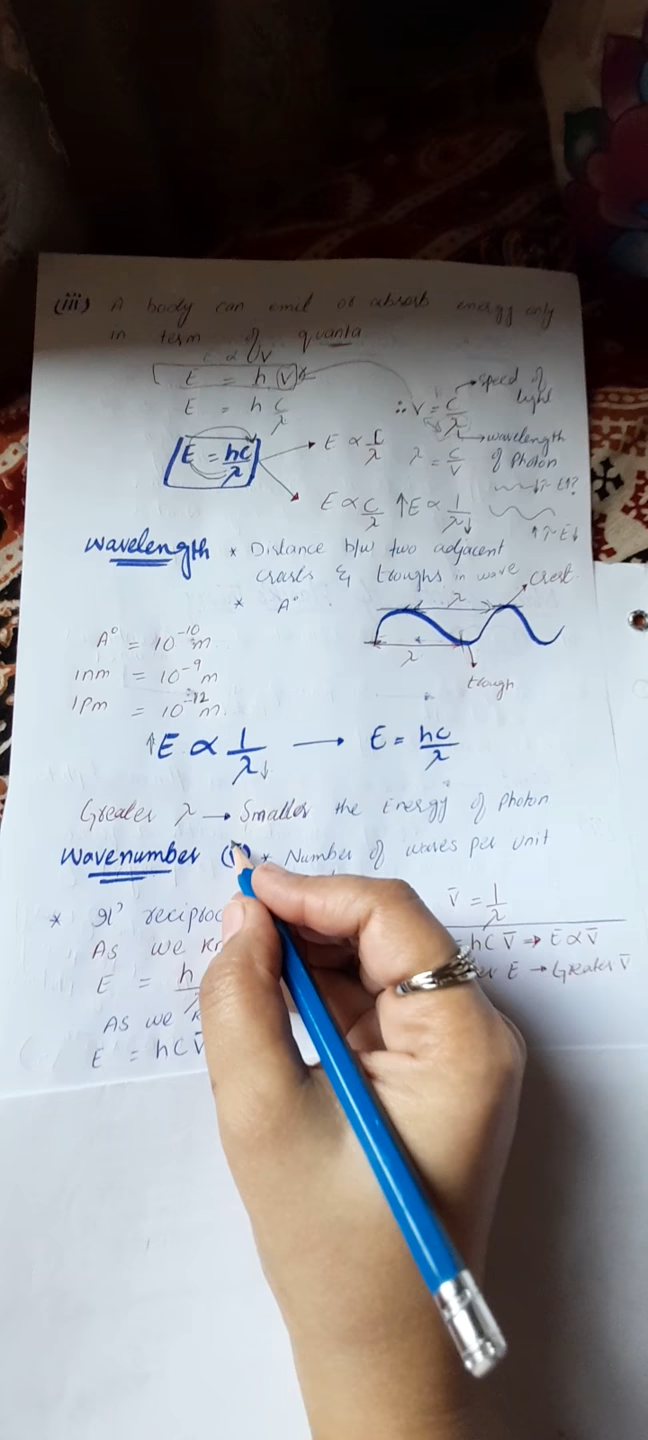 (iii) A body can emit or absorb energy only
in term of quanta
E ∝ ν
E = hν
E = h c/λ
∴ ν = c/λ
speed of light
wavelength of Photon
λ = c/ν
E = hc/λ
E ∝ c/λ
E ∝ c/λ ↑E ∝ 1/λ↓
Wavelength * Distance b/w two adjacent
crests & troughs in wave
crest
* A°
λ
λ
trough
A° = 10⁻¹⁰ m
1nm = 10⁻⁹ m
1Pm = 10⁻¹² m
↑E ∝ 1/λ↓ → E = hc/λ
Greater λ → Smaller the Energy of Photon
Wavenumber * Number of waves per unit
ν̄ = 1/λ
* It's
As we
E = h
As we
E = hCν̄
= hCν̄ → E ∝ ν̄
E → Greater ν̄